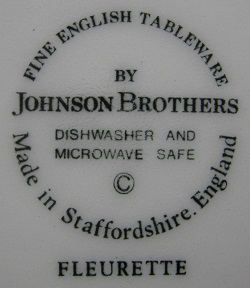 FINE ENGLISH TABLEWARE
BY
JOHNSON BROTHERS
DISHWASHER AND
MICROWAVE SAFE
©
Made in Staffordshire. England
FLEURETTE